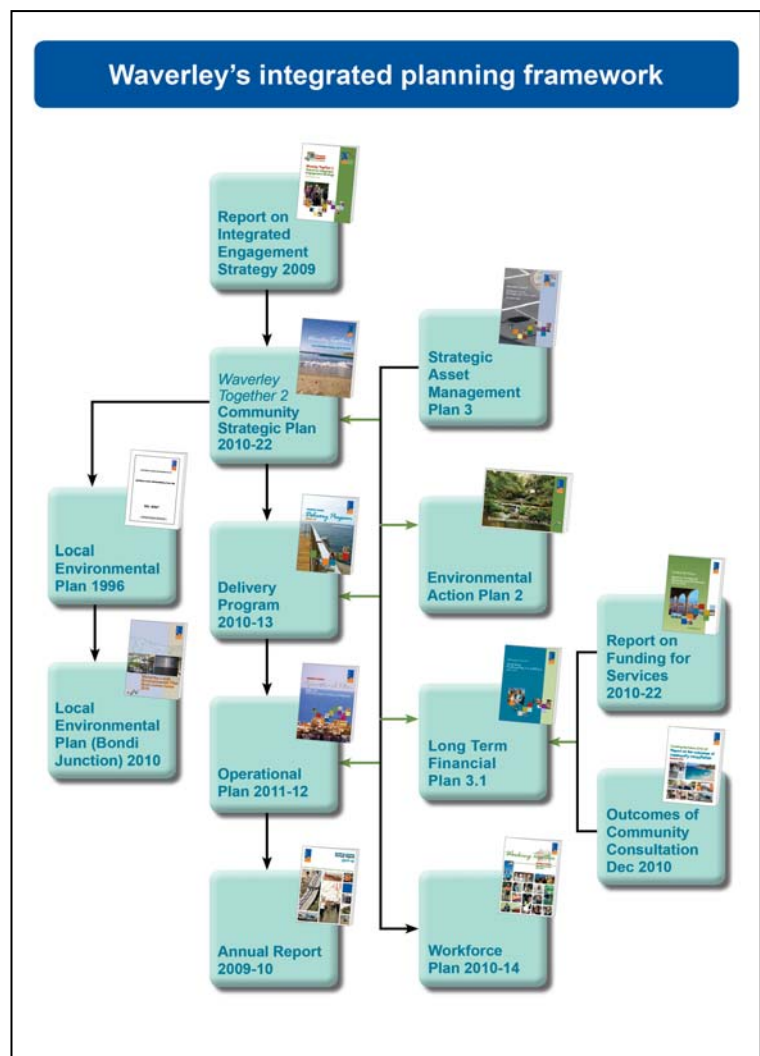 Waverley's integrated planning framework
Report on
Integrated
Engagement
Strategy 2009
Waverley
Together 2
Community
Strategic Plan
2010-22
Strategic
Asset
Management
Plan 3
Local
Environmental
Plan 1996
Delivery
Program
2010-13
Environmental
Action Plan 2
Report on
Funding for
Services
2010-22
Local
Environmental
Plan (Bondi
Junction) 2010
Operational
Plan 2011-12
Long Term
Financial
Plan 3.1
Outcomes of
Community
Consultation
Dec 2010
Annual Report
2009-10
Workforce
Plan 2010-14